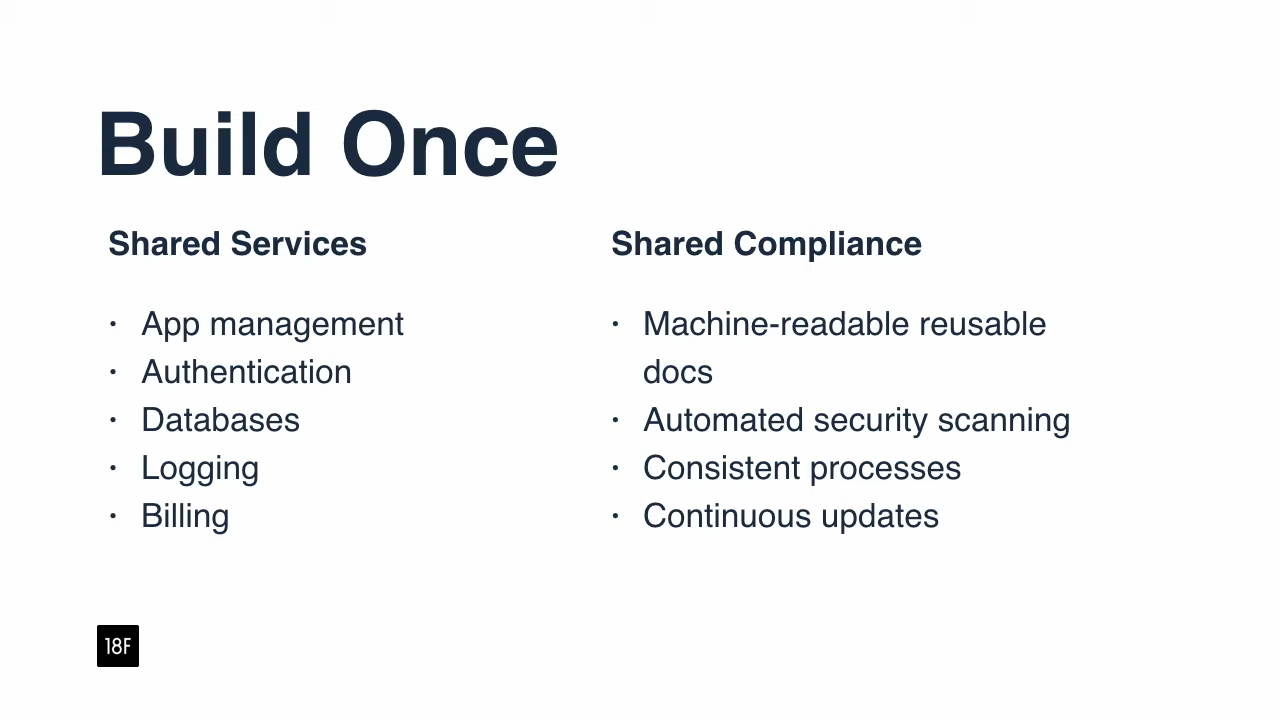 Build Once
Shared Services
· App management
· Authentication
· Databases
· Logging
· Billing
Shared Compliance
· Machine-readable reusable
docs
· Automated security scanning
· Consistent processes
· Continuous updates
18F